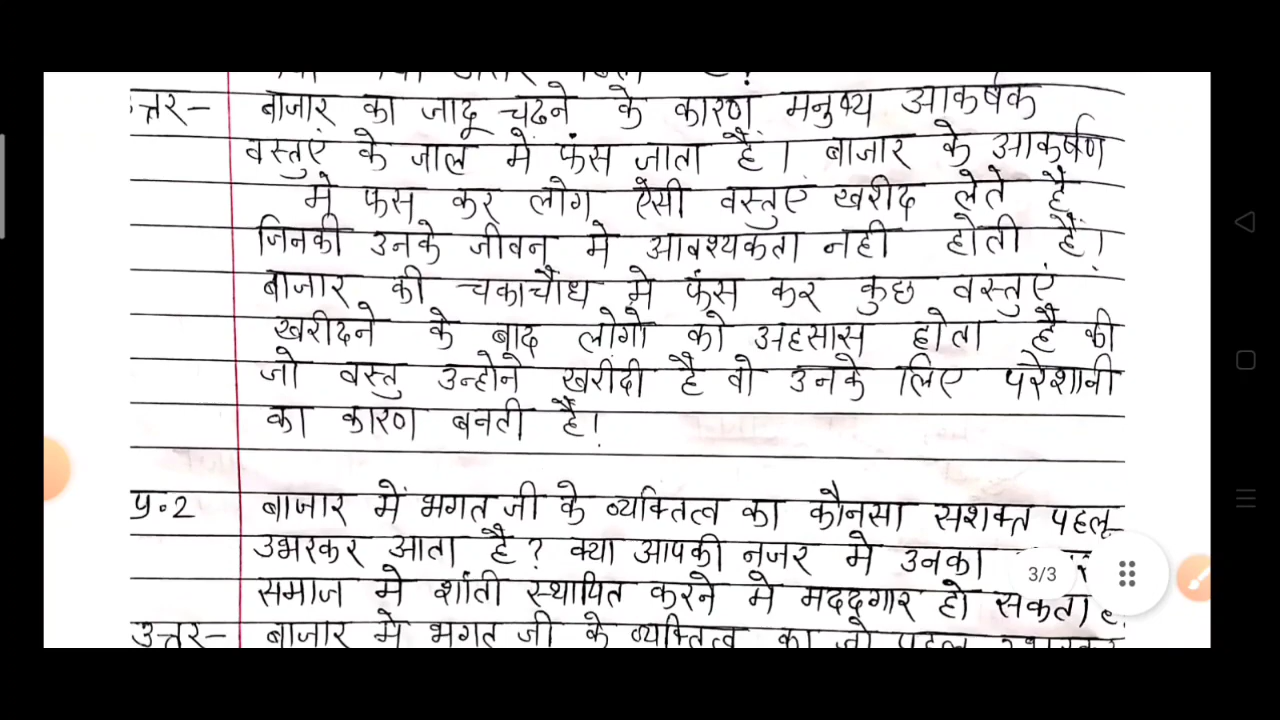 त्तर- बाजार का जादू चढने के कारण मनुष्य आकर्षक
वस्तुएं के जाल में फंस जाता है । बाजार के आकर्षण
मे फस कर लोग ऐसी वस्तुएं खरीद लेते है
जिनकी उनके जीवन मे आवश्यकता नही होती है।
बाजार की चकाचौध मे फंस कर कुछ वस्तुएं
खरीदने के बाद लोगो को अहसास होता है की
जो वस्तु उन्होने खरीदी है वो उनके लिए परेशानी
का कारण बनती है।
प्र.2 बाजार में भगत जी के व्यक्तित्व का कौनसा सशक्त पहलू
उभरकर आता है ? क्या आपकी नजर मे उनका
3/3
समाज मे शांती स्थापित करने मे मददगार हो सकता है.
उत्तर- बाजार मे भगत जी के व्यक्तित्व का जो पहलू